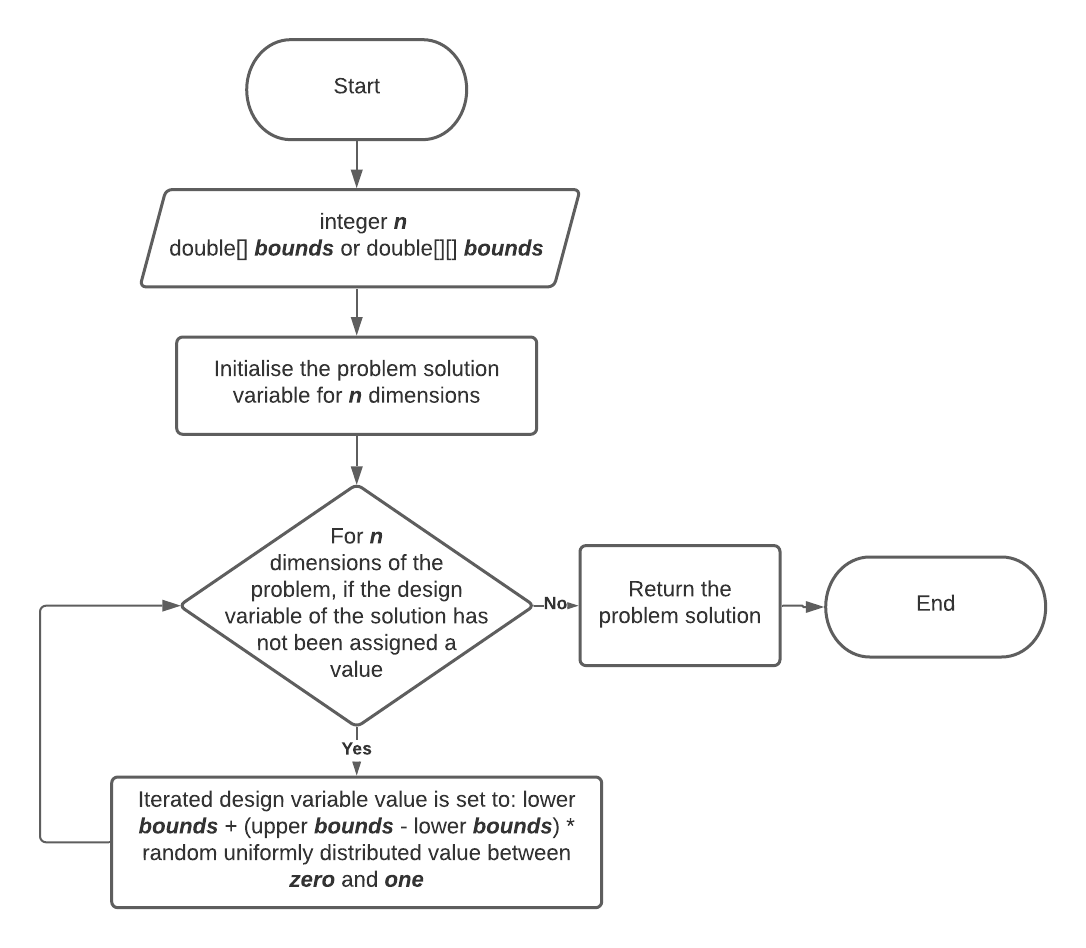 Start
integer n
double[] bounds or double[][] bounds
Initialise the problem solution
variable for n dimensions
For n
dimensions of the
problem, if the design
variable of the solution has
not been assigned a
value
No
Return the
problem solution
End
Yes
Iterated design variable value is set to: lower
bounds + (upper bounds - lower bounds) *
random uniformly distributed value between
zero and one